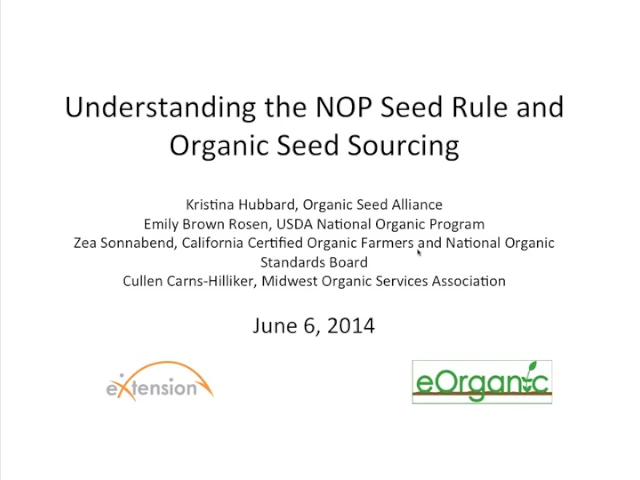 Understanding the NOP Seed Rule and
Organic Seed Sourcing
Kristina Hubbard, Organic Seed Alliance
Emily Brown Rosen, USDA National Organic Program
Zea Sonnabend, California Certified Organic Farmers and National Organic
Standards Board
Cullen Carns-Hilliker, Midwest Organic Services Association
June 6, 2014
eXtension
eOrganic